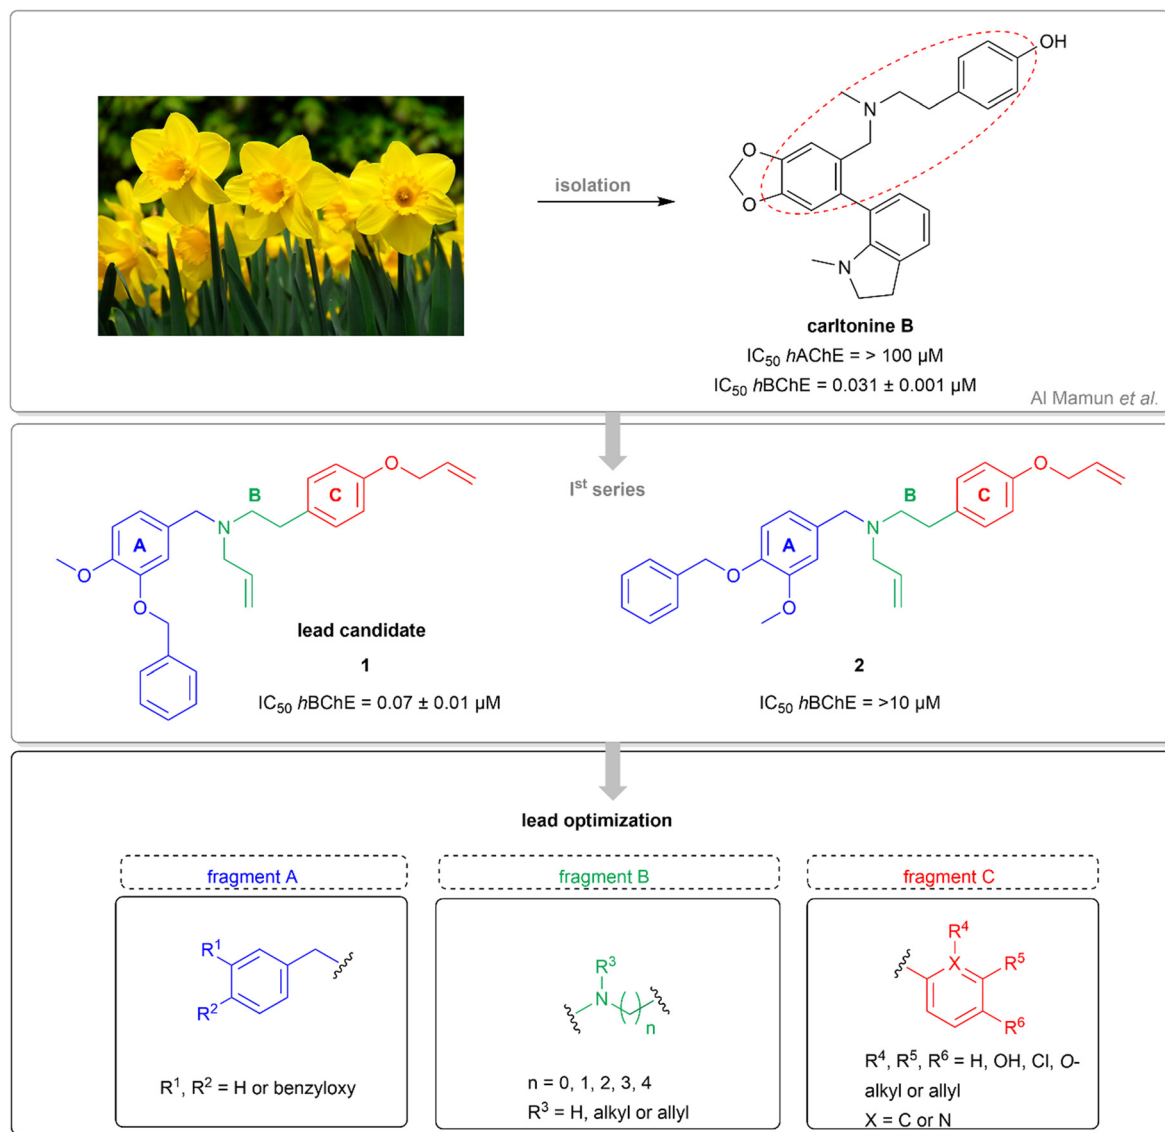 OH
N
O
O
N
isolation
carltonine B
IC50 hAChE = > 100 µM
IC50 hBChE = 0.031 ± 0.001 µM
Al Mamun et al.
Ist series
O
B
C
N
A
O
O
lead candidate
1
IC50 hBChE = 0.07 ± 0.01 µM
O
B
C
N
A
O
O
2
IC50 hBChE = >10 µM
lead optimization
fragment A
R1
R2
R1, R2 = H or benzyloxy
fragment B
R3
N
( )
n
n = 0, 1, 2, 3, 4
R3 = H, alkyl or allyl
fragment C
R4
X
R5
R6
R4, R5, R6 = H, OH, Cl, O-
alkyl or allyl
X = C or N